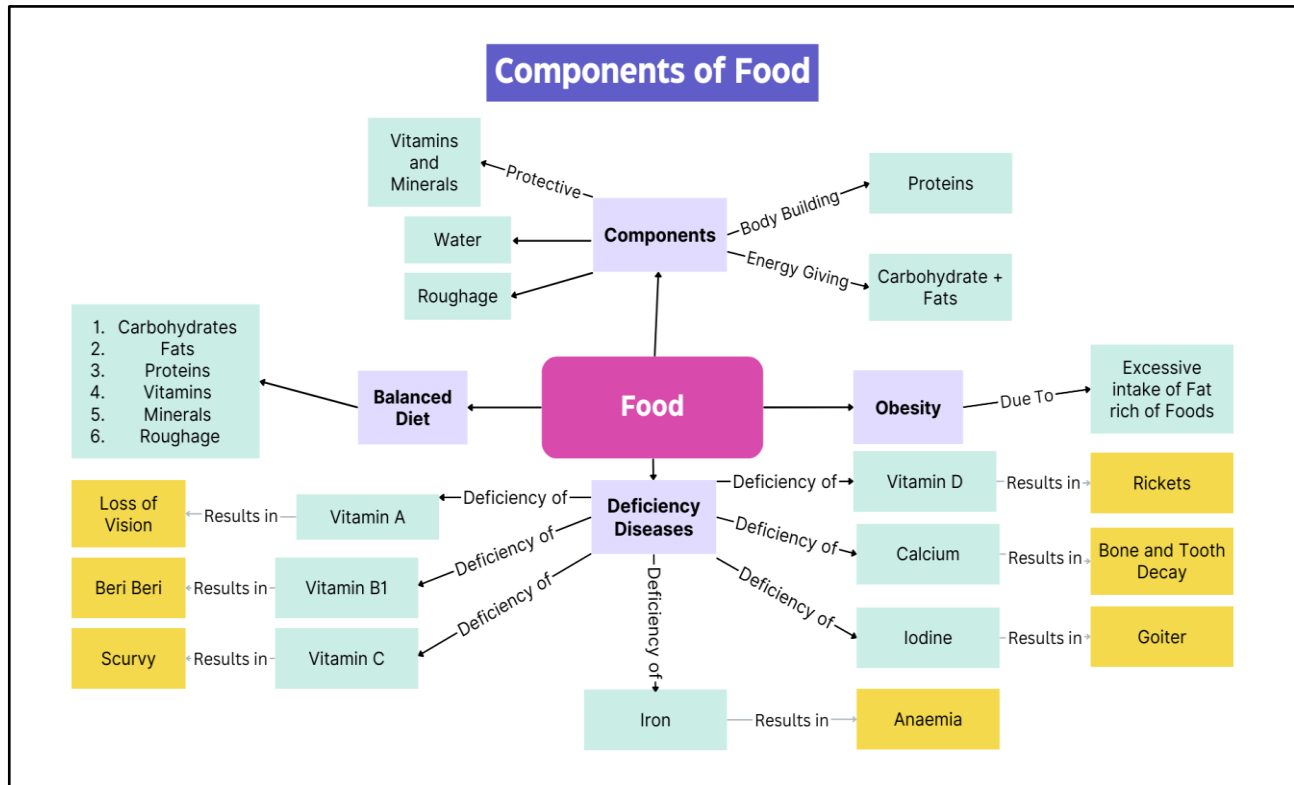 Components of Food
Vitamins
and
Minerals
Protective
Water
Roughage
Components
Body Building
Proteins
Energy Giving
Carbohydrate +
Fats
1. Carbohydrates
2. Fats
3. Proteins
4. Vitamins
5. Minerals
6. Roughage
Balanced
Diet
Food
Obesity
Due To
Excessive
intake of Fat
rich of Foods
Deficiency
Diseases
Deficiency of
Vitamin A
Results in
Loss of
Vision
Deficiency of
Vitamin B1
Results in
Beri Beri
Deficiency of
Vitamin C
Results in
Scurvy
Deficiency of
Iron
Results in
Anaemia
Deficiency of
Vitamin D
Results in
Rickets
Deficiency of
Calcium
Results in
Bone and Tooth
Decay
Deficiency of
Iodine
Results in
Goiter